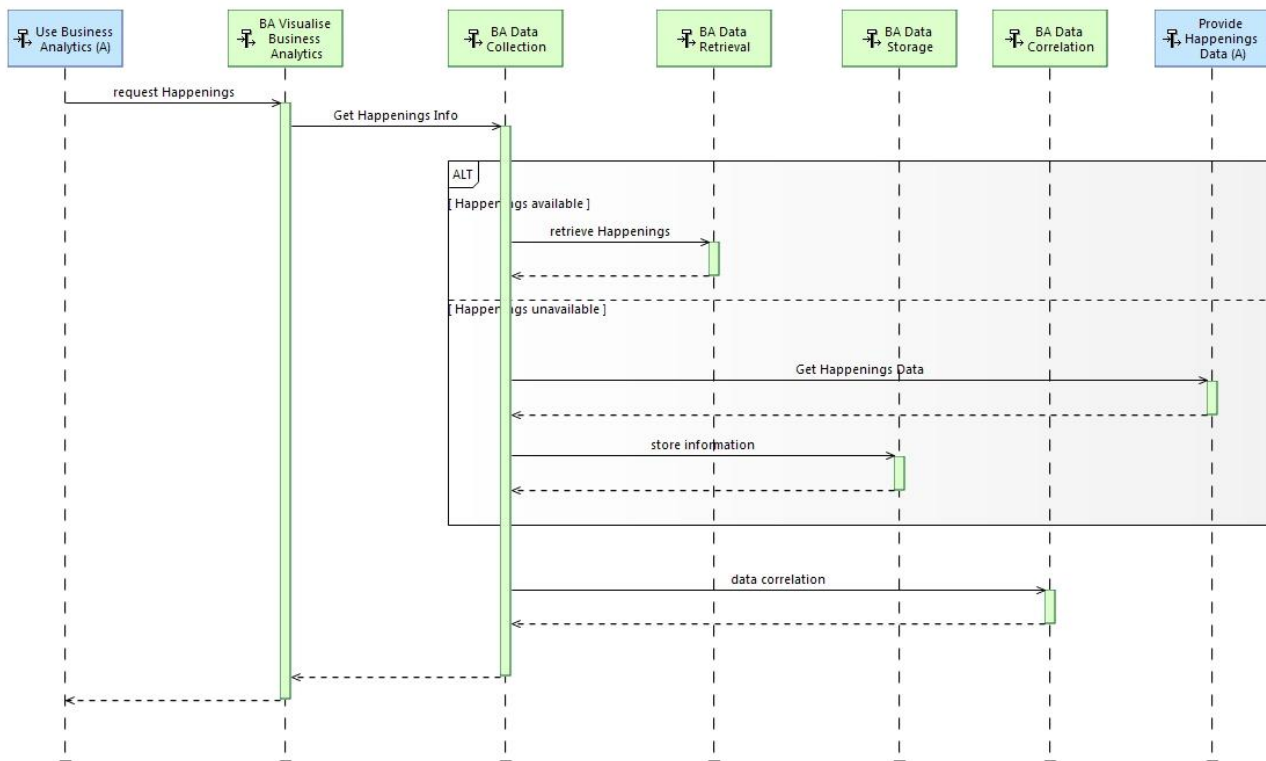 Use Business
Analytics (A)
BA Visualise
Business
Analytics
BA Data
Collection
BA Data
Retrieval
BA Data
Storage
BA Data
Correlation
Provide
Happenings
Data (A)
request Happenings
Get Happenings Info
ALT
[ Happenings available ]
retrieve Happenings
[ Happenings unavailable ]
Get Happenings Data
store information
data correlation